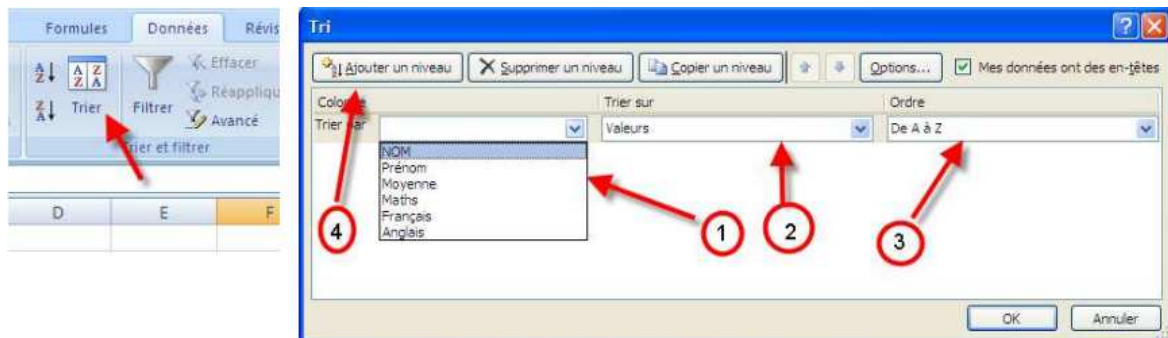 Formules Données Révis
Effacer
Réappliqu
Trier Filtrer Avancé
Trier et filtrer
D E F
Tri
Ajouter un niveau Supprimer un niveau Copier un niveau Options... Mes données ont des en-têtes
Colonne Trier sur Ordre
Trier par Valeurs De A à Z
NOM
Prénom
Moyenne
Maths
Français
Anglais
4 1 2 3
OK Annuler